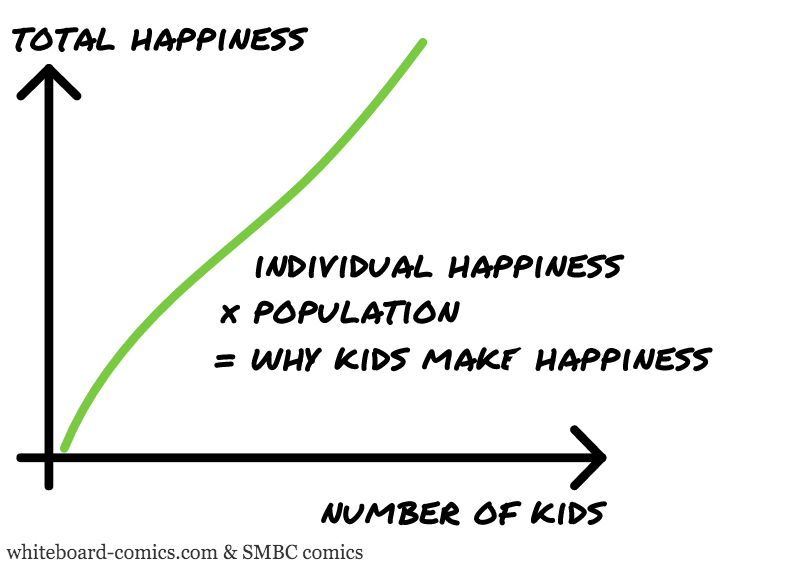 TOTAL HAPPINESS
INDIVIDUAL HAPPINESS
x POPULATION
= WHY KIDS MAKE HAPPINESS
NUMBER OF KIDS
whiteboard-comics.com & SMBC comics